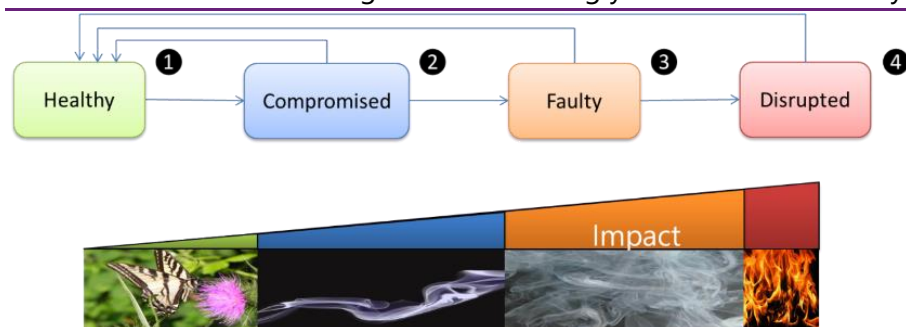 1
2
3
4
Healthy
Compromised
Faulty
Disrupted
Impact